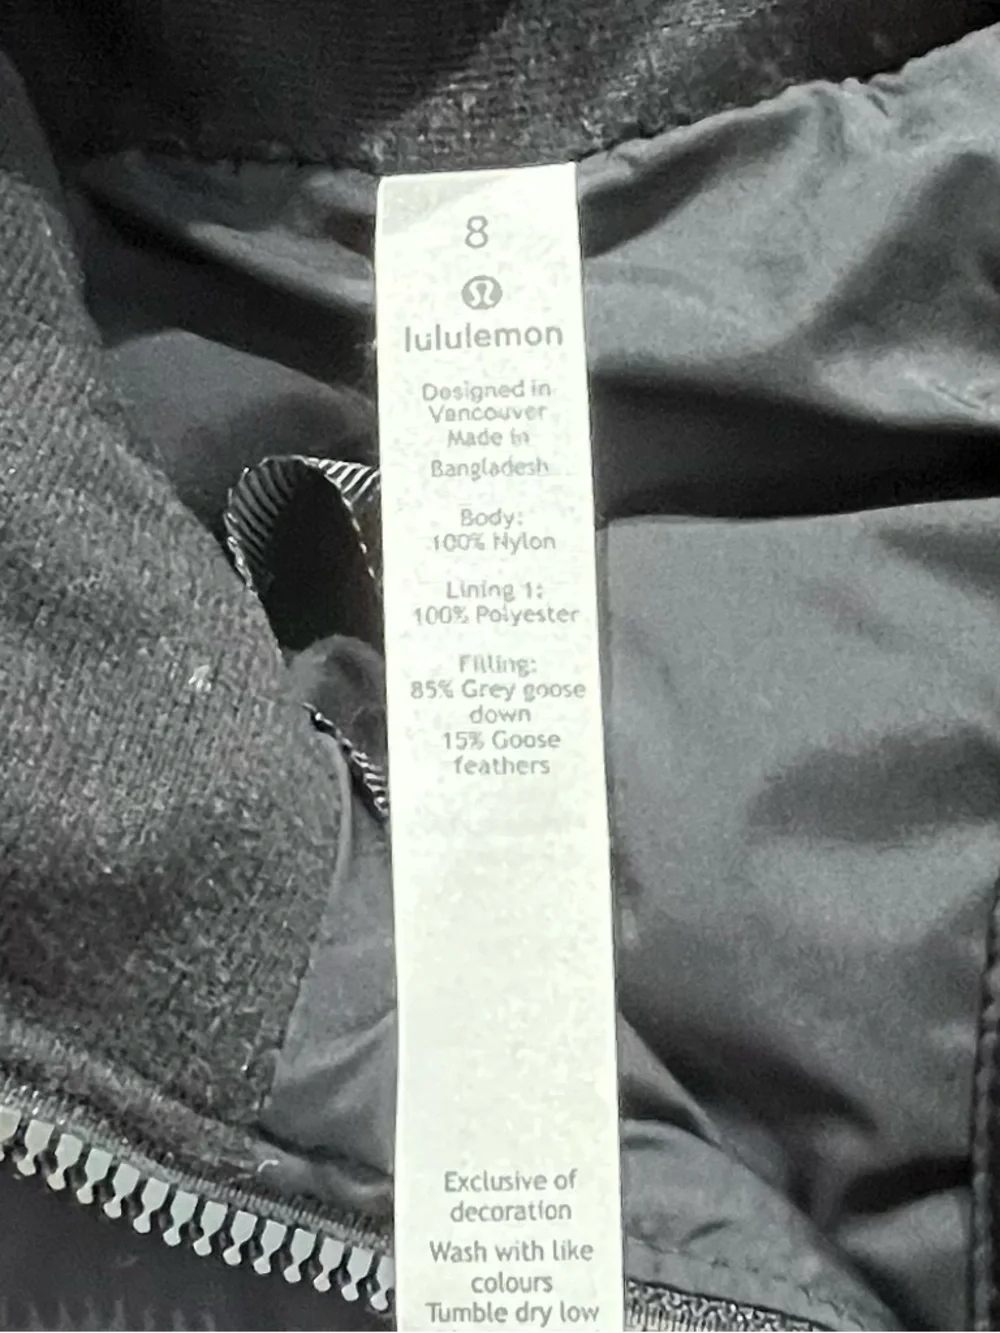 8
lululemon
Designed in
Vancouver
Made in
Bangladesh
Body:
100% Nylon
Lining 1:
100% Polyester
Filling:
85% Grey goose
down
15% Goose
feathers
Exclusive of
decoration
Wash with like
colours
Tumble dry low